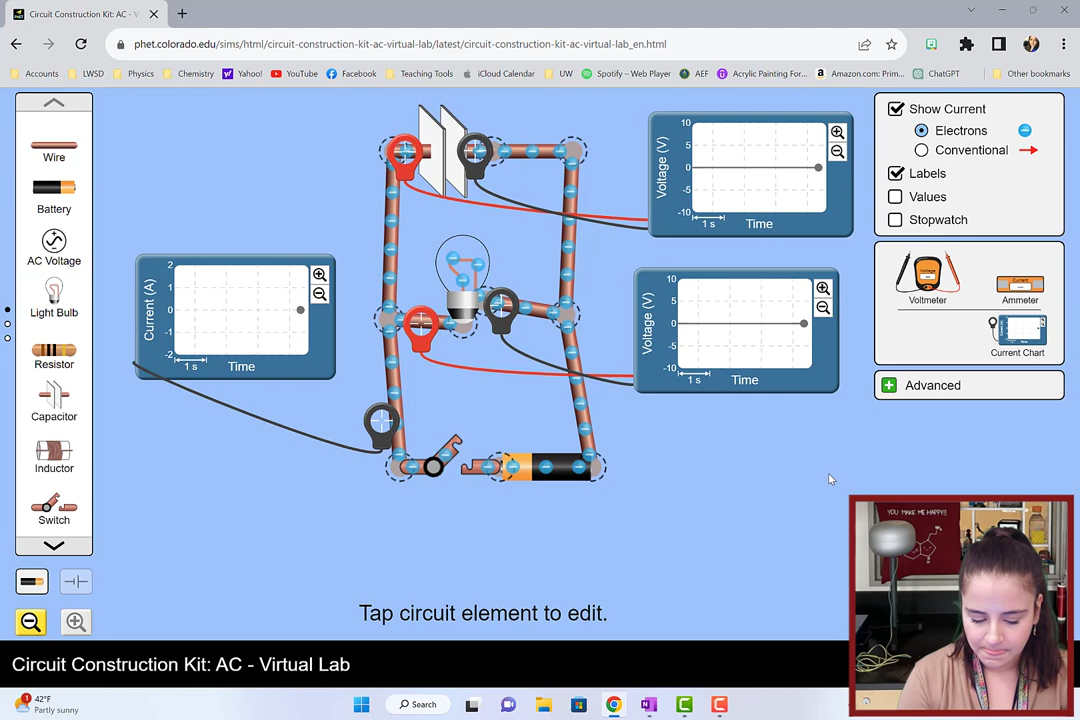 Circuit Construction Kit: AC - V
phet.colorado.edu/sims/html/circuit-construction-kit-ac-virtual-lab/latest/circuit-construction-kit-ac-virtual-lab_en.html
Accounts
LWSD
Physics
Chemistry
Yahoo!
YouTube
Facebook
Teaching Tools
iCloud Calendar
UW
Spotify – Web Player
AEF
Acrylic Painting For...
Amazon.com: Prim...
ChatGPT
Other bookmarks
Wire
Battery
AC Voltage
Light Bulb
Resistor
Capacitor
Inductor
Switch
Current (A)
2
1
0
-1
-2
1 s
Time
Voltage (V)
10
5
0
-5
-10
1 s
Time
Voltage (V)
10
5
0
-5
-10
1 s
Time
Show Current
Electrons
Conventional
Labels
Values
Stopwatch
Voltmeter
Ammeter
Current Chart
Advanced
Tap circuit element to edit.
YOU MAKE ME HAPPY!!
Circuit Construction Kit: AC - Virtual Lab
42°F
Partly sunny
Search